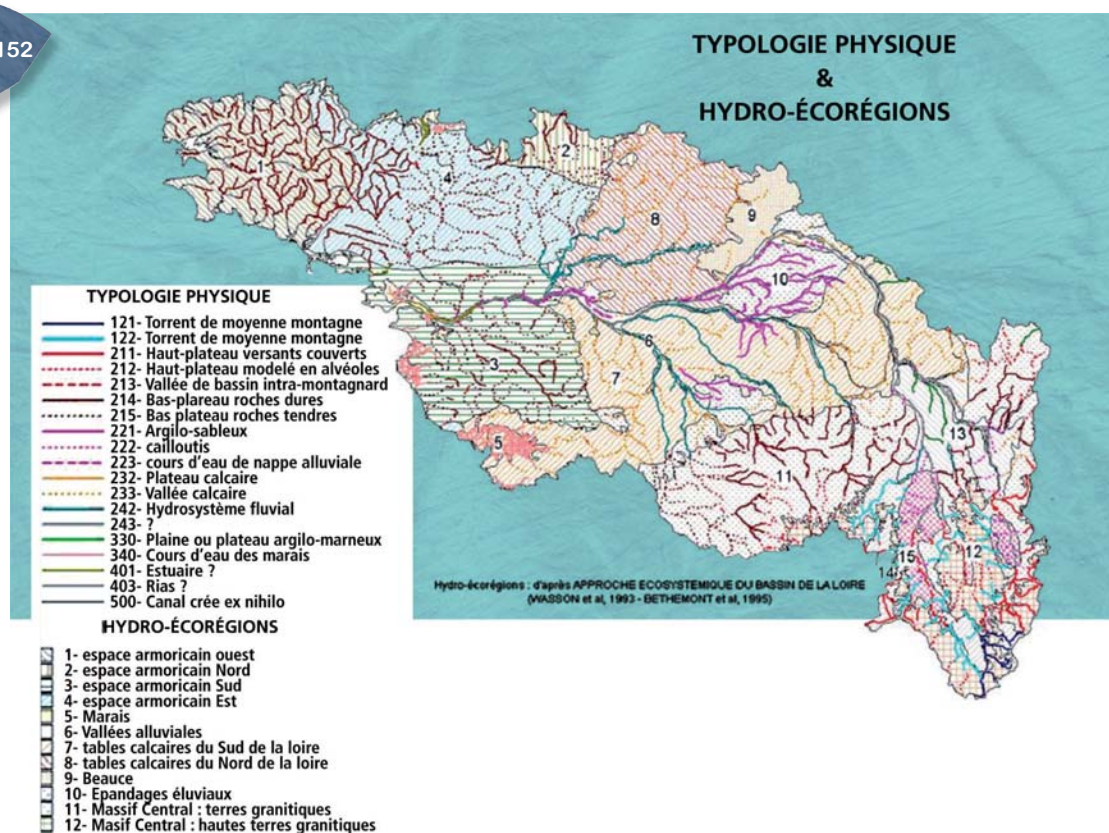 152
TYPOLOGIE PHYSIQUE
&
HYDRO-ÉCORÉGIONS
1
2
3
4
5
6
7
8
9
10
11
12
13
14
15
TYPOLOGIE PHYSIQUE
121- Torrent de moyenne montagne
122- Torrent de moyenne montagne
211- Haut-plateau versants couverts
212- Haut-plateau modelé en alvéoles
213- Vallée de bassin intra-montagnard
214- Bas-plareau roches dures
215- Bas plateau roches tendres
221- Argilo-sableux
222- cailloutis
223- cours d'eau de nappe alluviale
232- Plateau calcaire
233- Vallée calcaire
242- Hydrosystème fluvial
243- ?
330- Plaine ou plateau argilo-marneux
340- Cours d'eau des marais
401- Estuaire ?
403- Rias ?
500- Canal crée ex nihilo
Hydro-écorégions : d'après APPROCHE ECOSYSTEMIQUE DU BASSIN DE LA LOIRE
(WASSON et al, 1993 - BETHEMONT et al, 1995)
HYDRO-ÉCORÉGIONS
1- espace armoricain ouest
2- espace armoricain Nord
3- espace armoricain Sud
4- espace armoricain Est
5- Marais
6- Vallées alluviales
7- tables calcaires du Sud de la loire
8- tables calcaires du Nord de la loire
9- Beauce
10- Epandages éluviaux
11- Massif Central : terres granitiques
12- Masif Central : hautes terres granitiques